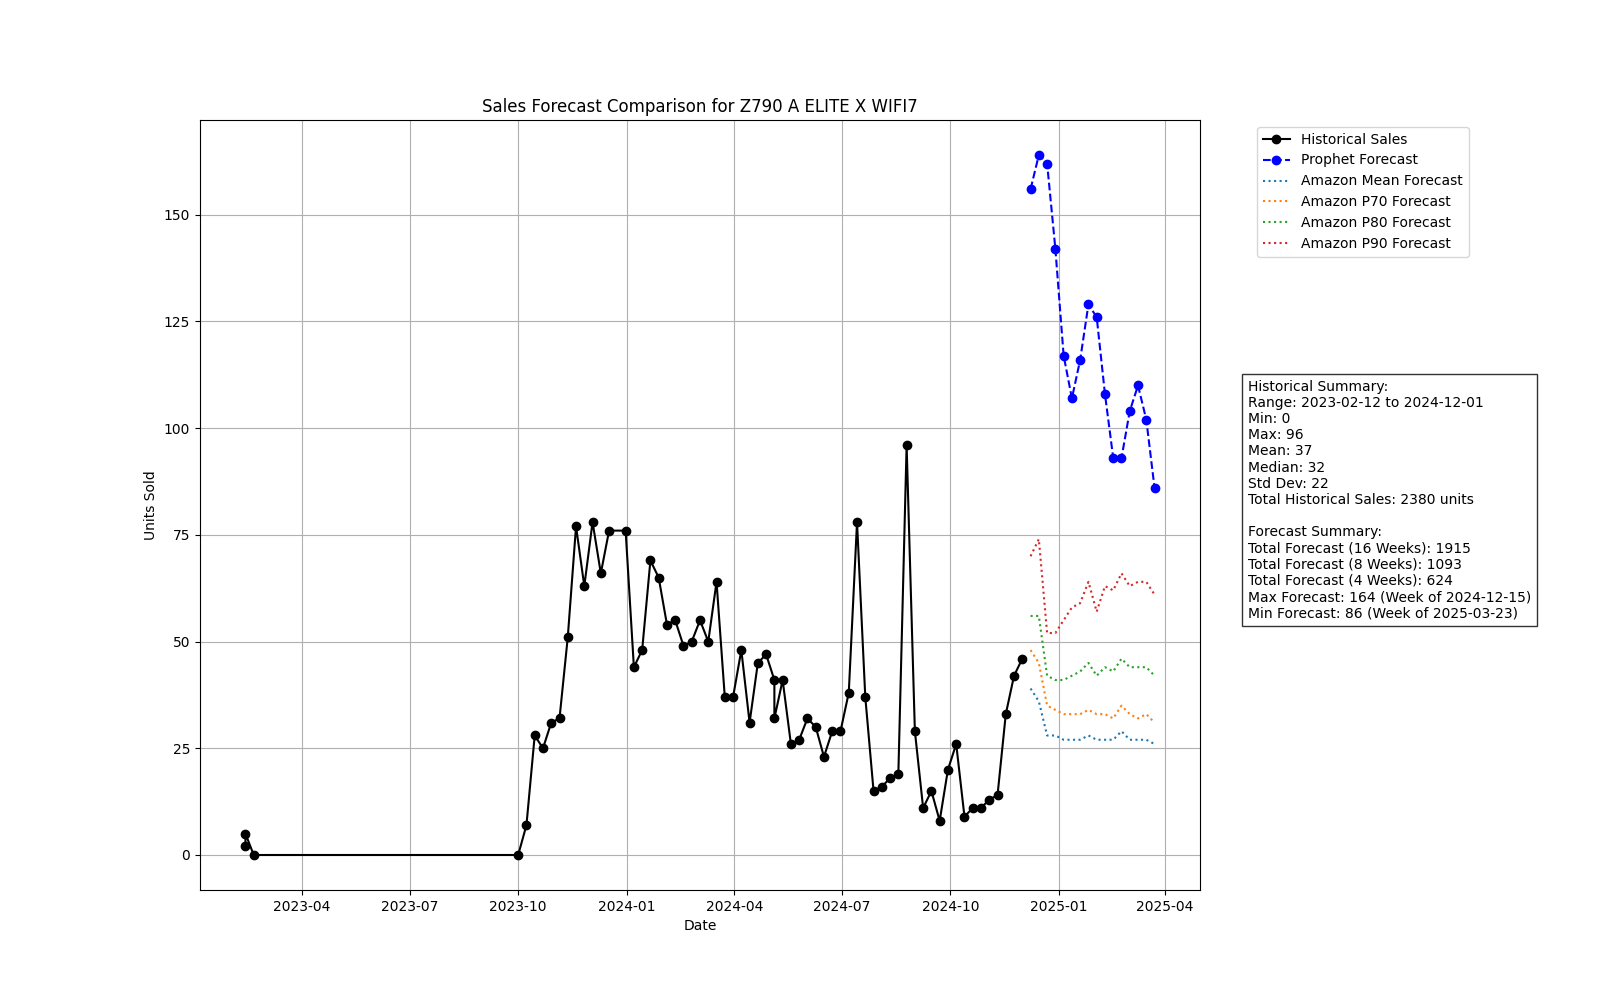 Sales Forecast Comparison for Z790 A ELITE X WIFI7
Historical Sales
Prophet Forecast
Amazon Mean Forecast
Amazon P70 Forecast
Amazon P80 Forecast
Amazon P90 Forecast
150
125
100
75
50
25
0
Units Sold
2023-04
2023-07
2023-10
2024-01
2024-04
2024-07
2024-10
2025-01
2025-04
Date
Historical Summary:
Range: 2023-02-12 to 2024-12-01
Min: 0
Max: 96
Mean: 37
Median: 32
Std Dev: 22
Total Historical Sales: 2380 units
Forecast Summary:
Total Forecast (16 Weeks): 1915
Total Forecast (8 Weeks): 1093
Total Forecast (4 Weeks): 624
Max Forecast: 164 (Week of 2024-12-15)
Min Forecast: 86 (Week of 2025-03-23)